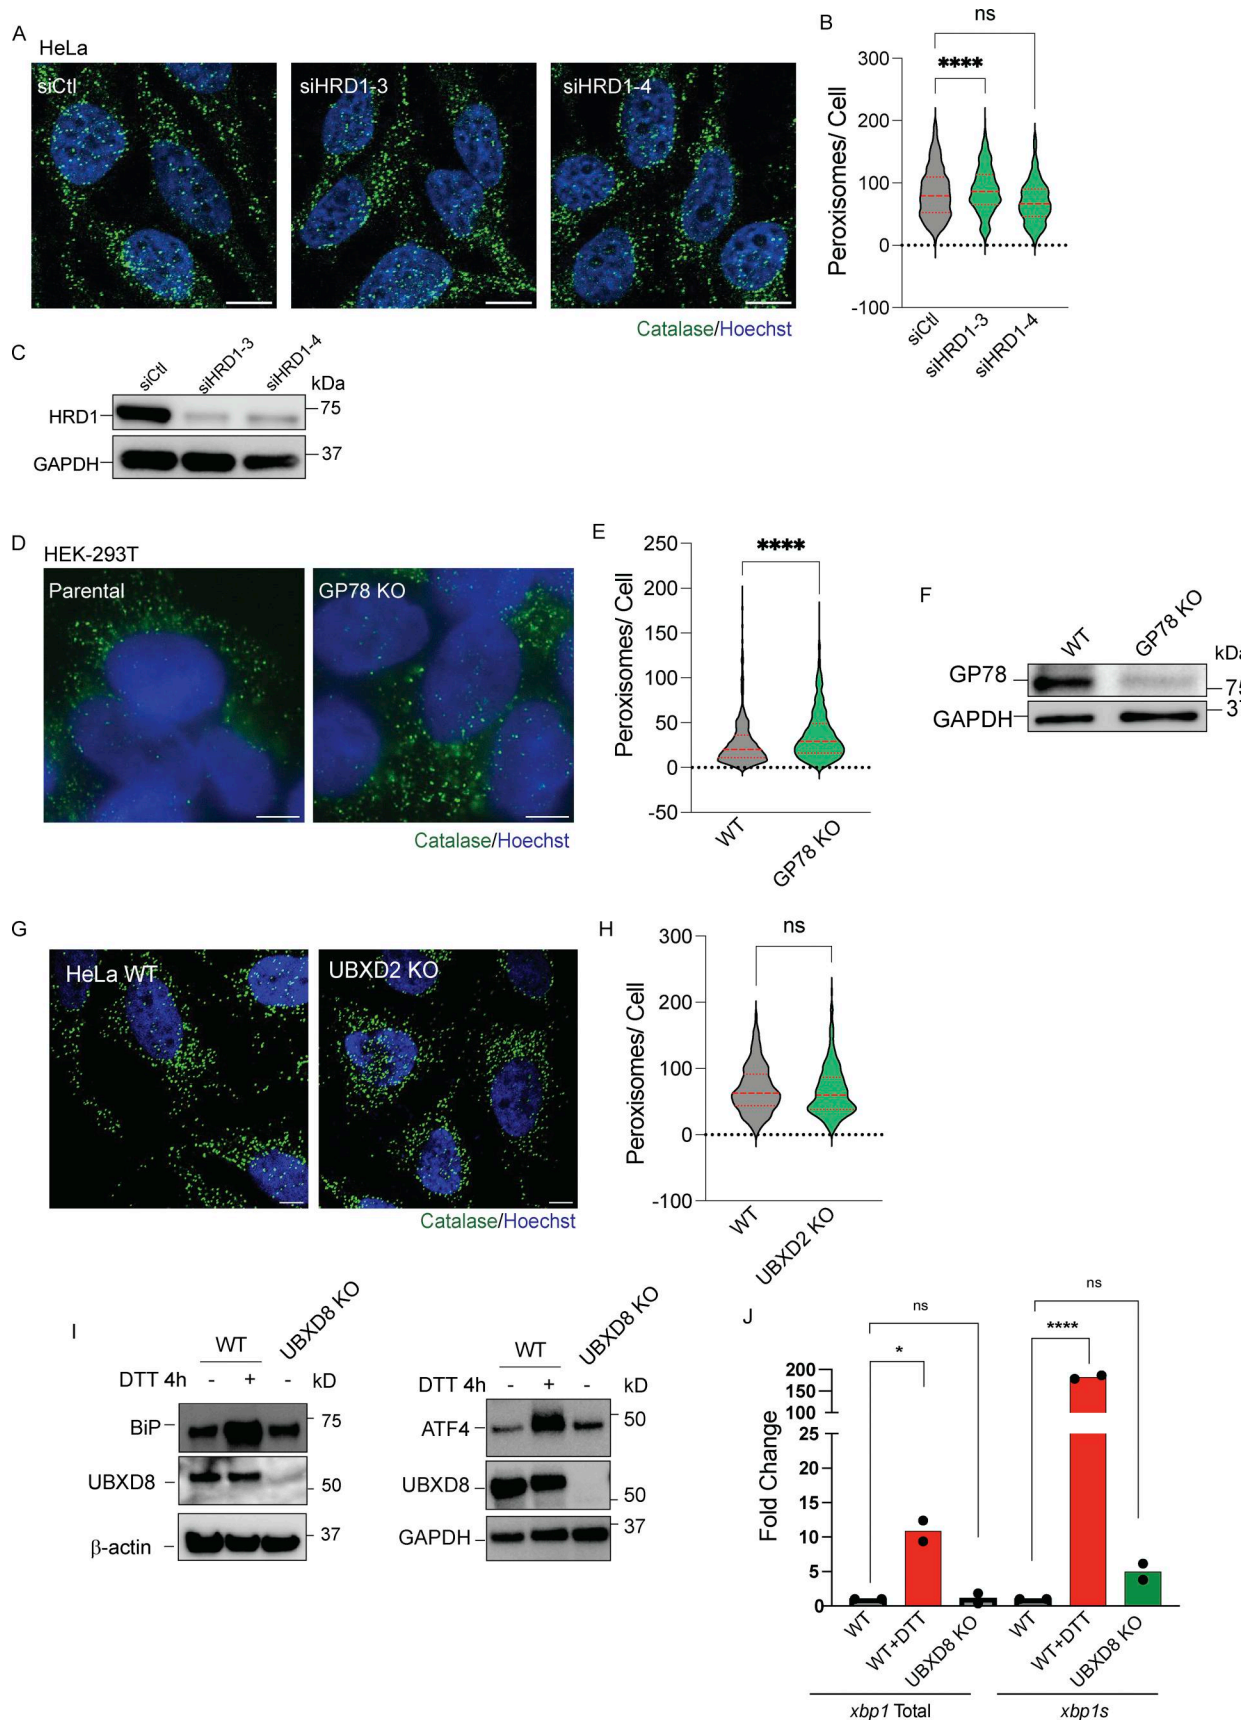 A
HeLa
siCtl
siHRD1-3
siHRD1-4
Catalase/Hoechst
B
ns
****
Peroxisomes/ Cell
300
200
100
0
-100
siCtl
siHRD1-3
siHRD1-4
C
siCtl
siHRD1-3
siHRD1-4
kDa
HRD1
75
GAPDH
37
D
HEK-293T
Parental
GP78 KO
Catalase/Hoechst
E
****
Peroxisomes/ Cell
250
200
150
100
50
0
-50
WT
GP78 KO
F
WT
GP78 KO
kDa
GP78
75
GAPDH
37
G
HeLa WT
UBXD2 KO
Catalase/Hoechst
H
ns
Peroxisomes/ Cell
300
200
100
0
-100
WT
UBXD2 KO
I
WT
UBXD8 KO
DTT 4h
-
+
-
kD
BiP
75
UBXD8
50
β-actin
37
WT
UBXD8 KO
DTT 4h
-
+
-
kD
ATF4
50
UBXD8
50
GAPDH
37
J
ns
*
ns
****
Fold Change
200
150
100
25
20
15
10
5
0
WT
WT+DTT
UBXD8 KO
WT
WT+DTT
UBXD8 KO
xbp1 Total
xbp1s